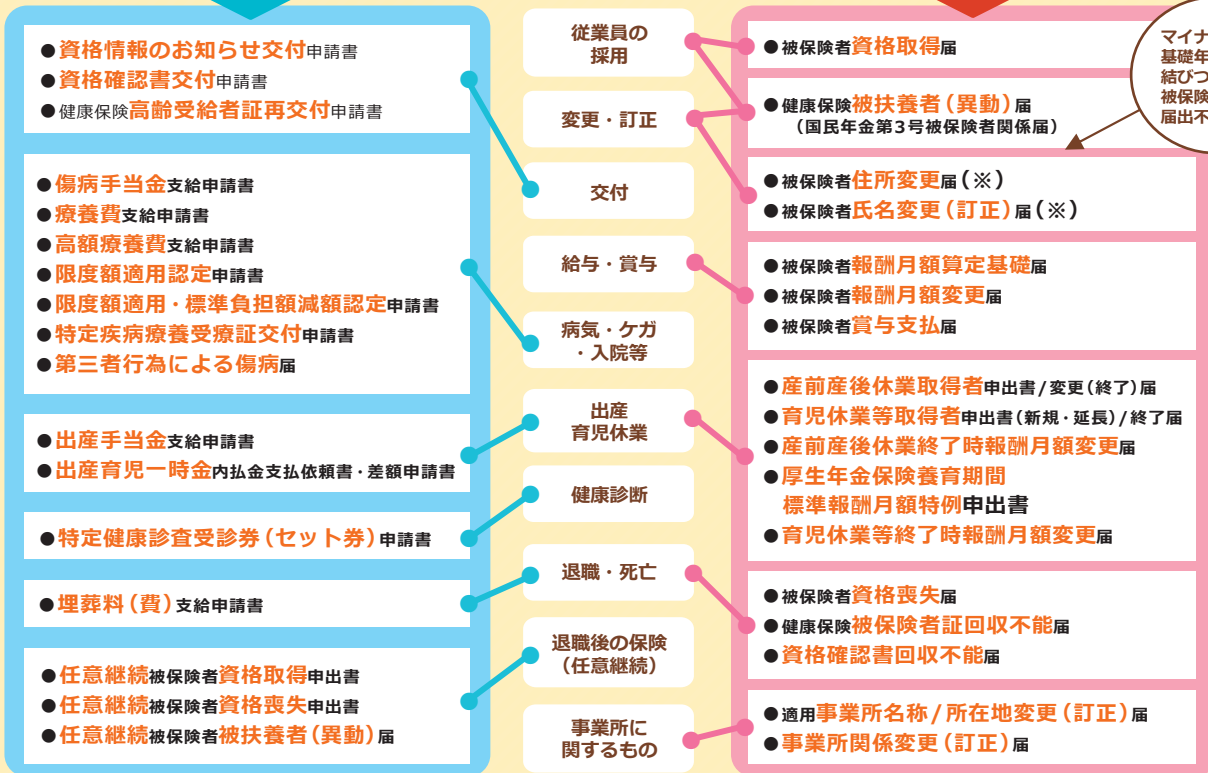 ●資格情報のお知らせ交付申請書
●資格確認書交付申請書
●健康保険高齢受給者証再交付申請書
●傷病手当金支給申請書
●療養費支給申請書
●高額療養費支給申請書
●限度額適用認定申請書
●限度額適用・標準負担額減額認定申請書
●特定疾病療養受療証交付申請書
●第三者行為による傷病届
●出産手当金支給申請書
●出産育児一時金内払金支払依頼書・差額申請書
●特定健康診査受診券(セット券)申請書
●埋葬料(費)支給申請書
●任意継続被保険者資格取得申出書
●任意継続被保険者資格喪失申出書
●任意継続被保険者被扶養者(異動)届
従業員の
採用
変更・訂正
交付
給与・賞与
病気・ケガ
・入院等
出産
育児休業
健康診断
退職・死亡
退職後の保険
(任意継続)
事業所に
関するもの
●被保険者資格取得届
●健康保険被扶養者(異動)届
(国民年金第3号被保険者関係届)
●被保険者住所変更届(※)
●被保険者氏名変更(訂正)届(※)
●被保険者報酬月額算定基礎届
●被保険者報酬月額変更届
●被保険者賞与支払届
●産前産後休業取得者申出書/変更(終了)届
●育児休業等取得者申出書(新規・延長)/終了届
●産前産後休業終了時報酬月額変更届
●厚生年金保険養育期間
標準報酬月額特例申出書
●育児休業等終了時報酬月額変更届
●被保険者資格喪失届
●健康保険被保険者証回収不能届
●資格確認書回収不能届
●適用事業所名称/所在地変更(訂正)届
●事業所関係変更(訂正)届
マイナ
基礎年
結びつ
被保険
届出不